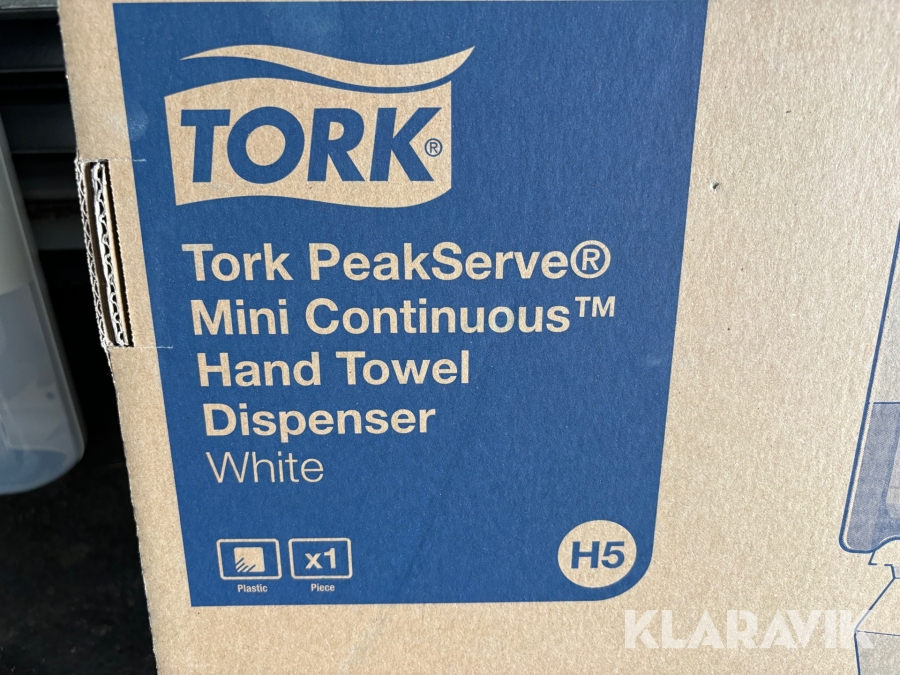 TORK®
Tork PeakServe®
Mini Continuous™
Hand Towel
Dispenser
White
x1
Plastic
Piece
H5
KLARAVIK